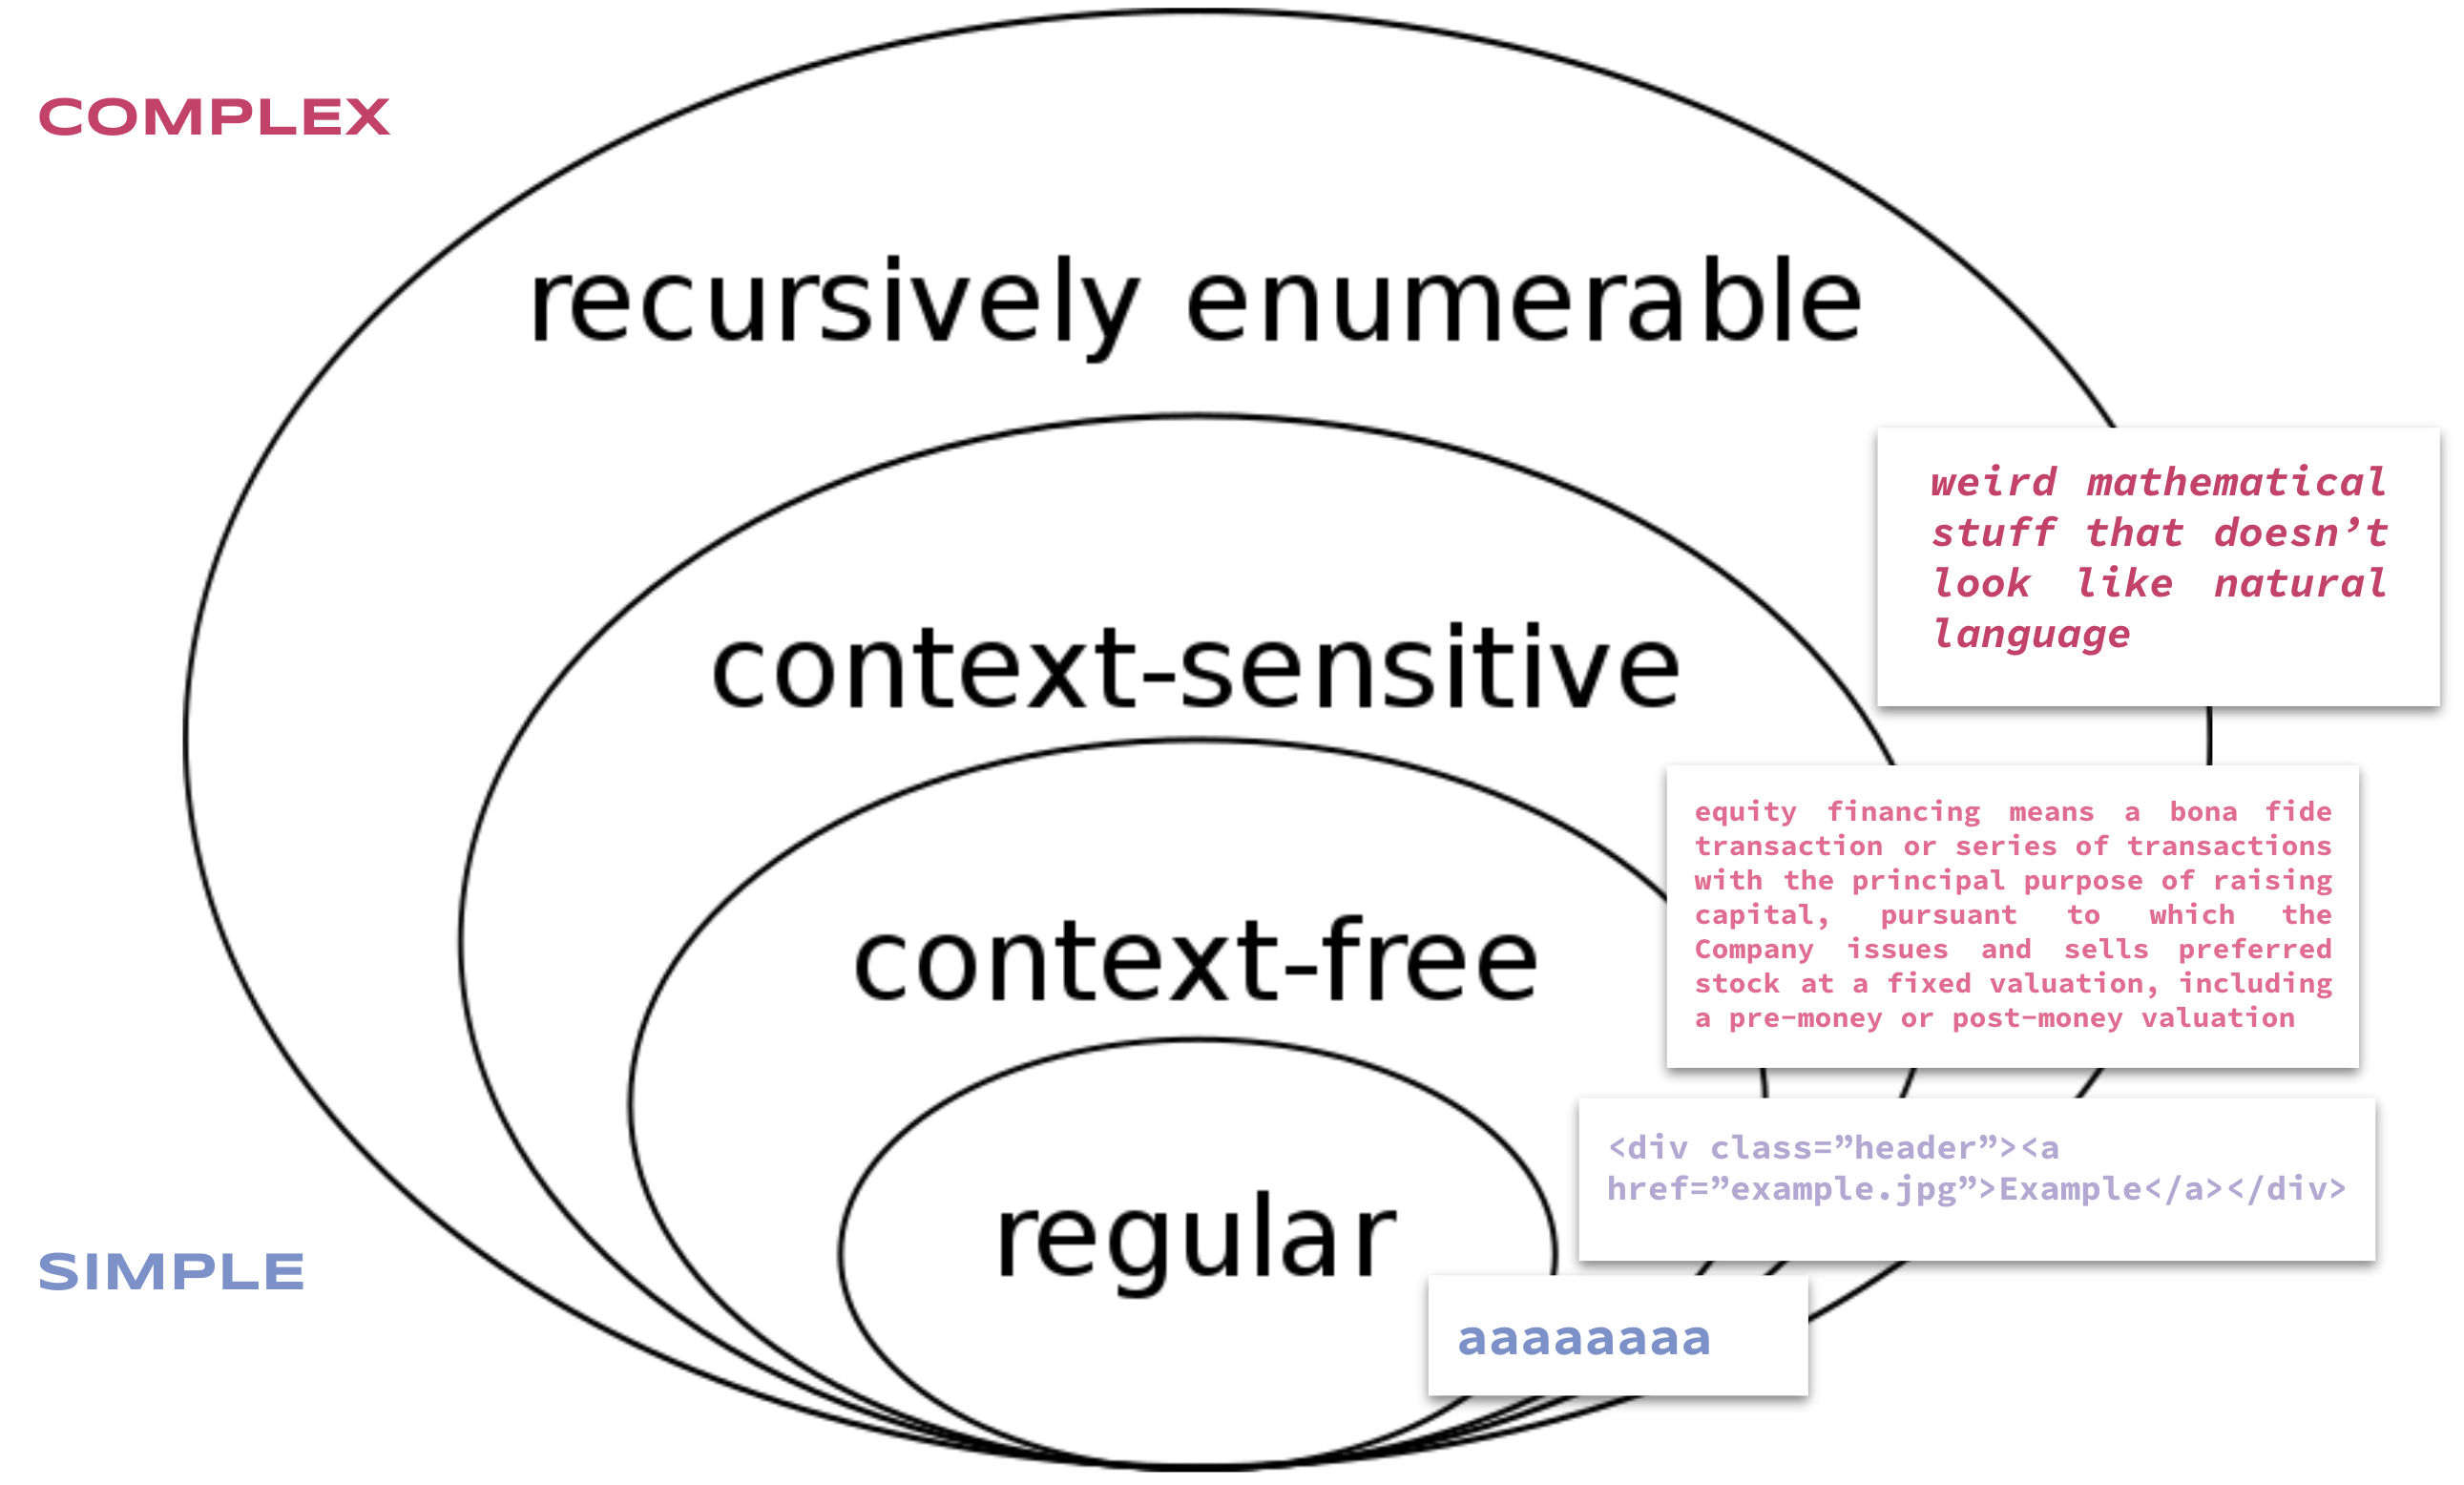 COMPLEX
recursively enumerable
weird mathematical
stuff that doesn’t
look like natural
language
context-sensitive
equity financing means a bona fide
transaction or series of transactions
with the principal purpose of raising
capital, pursuant to which the
Company issues and sells preferred
stock at a fixed valuation, including
a pre-money or post-money valuation
context-free
<div class=”header”><a
href=”example.jpg”>Example</a></div>
regular
SIMPLE
aaaaaaaa